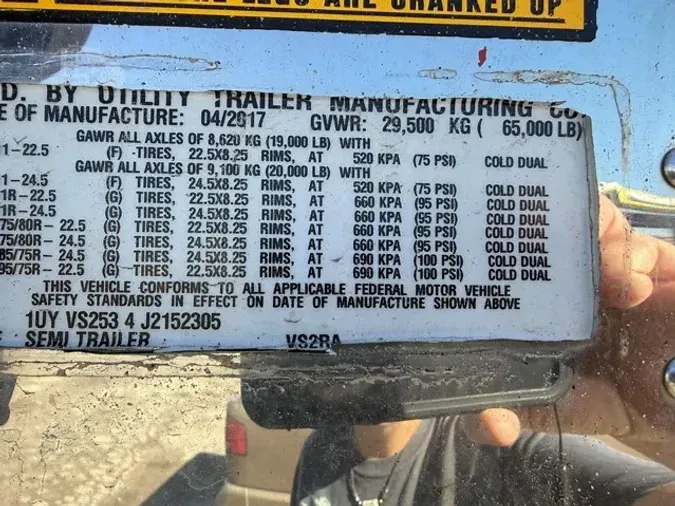 LEGS ARE CRANKED UP
D. BY UTILITY TRAILER MANUFACTURING CO.
E OF MANUFACTURE: 04/2017 GVWR: 29,500 KG ( 65,000 LB)
GAWR ALL AXLES OF 8,620 KG (19,000 LB) WITH
1-22.5 (F) -TIRES, 22.5X8.25 RIMS, AT 520 KPA (75 PSI) COLD DUAL
GAWR ALL AXLES OF 9,100 KG (20,000 LB) WITH
1-24.5 (F) TIRES, 24.5X8.25 RIMS, AT 520 KPA (75 PSI) COLD DUAL
1R-22.5 (G) TIRES, 22.5X8.25 RIMS, AT 660 KPA (95 PSI) COLD DUAL
1R-24.5 (G) TIRES, 24.5X8.25 RIMS, AT 660 KPA (95 PSI) COLD DUAL
75/80R-22.5 (G) TIRES, 22.5X8.25 RIMS, AT 660 KPA (95 PSI) COLD DUAL
75/80R-24.5 (G) TIRES, 24.5X8.25 RIMS, AT 660 KPA (95 PSI) COLD DUAL
85/75R-24.5 (G) TIRES, 24.5X8.25 RIMS, AT 690 KPA (100 PSI) COLD DUAL
95/75R-22.5 (G) TIRES, 22.5X8.25 RIMS, AT 690 KPA (100 PSI) COLD DUAL
THIS VEHICLE CONFORMS TO ALL APPLICABLE FEDERAL MOTOR VEHICLE
SAFETY STANDARDS IN EFFECT ON DATE OF MANUFACTURE SHOWN ABOVE
1UY VS253 4 J2152305
E SEMI TRAILER VS2RA